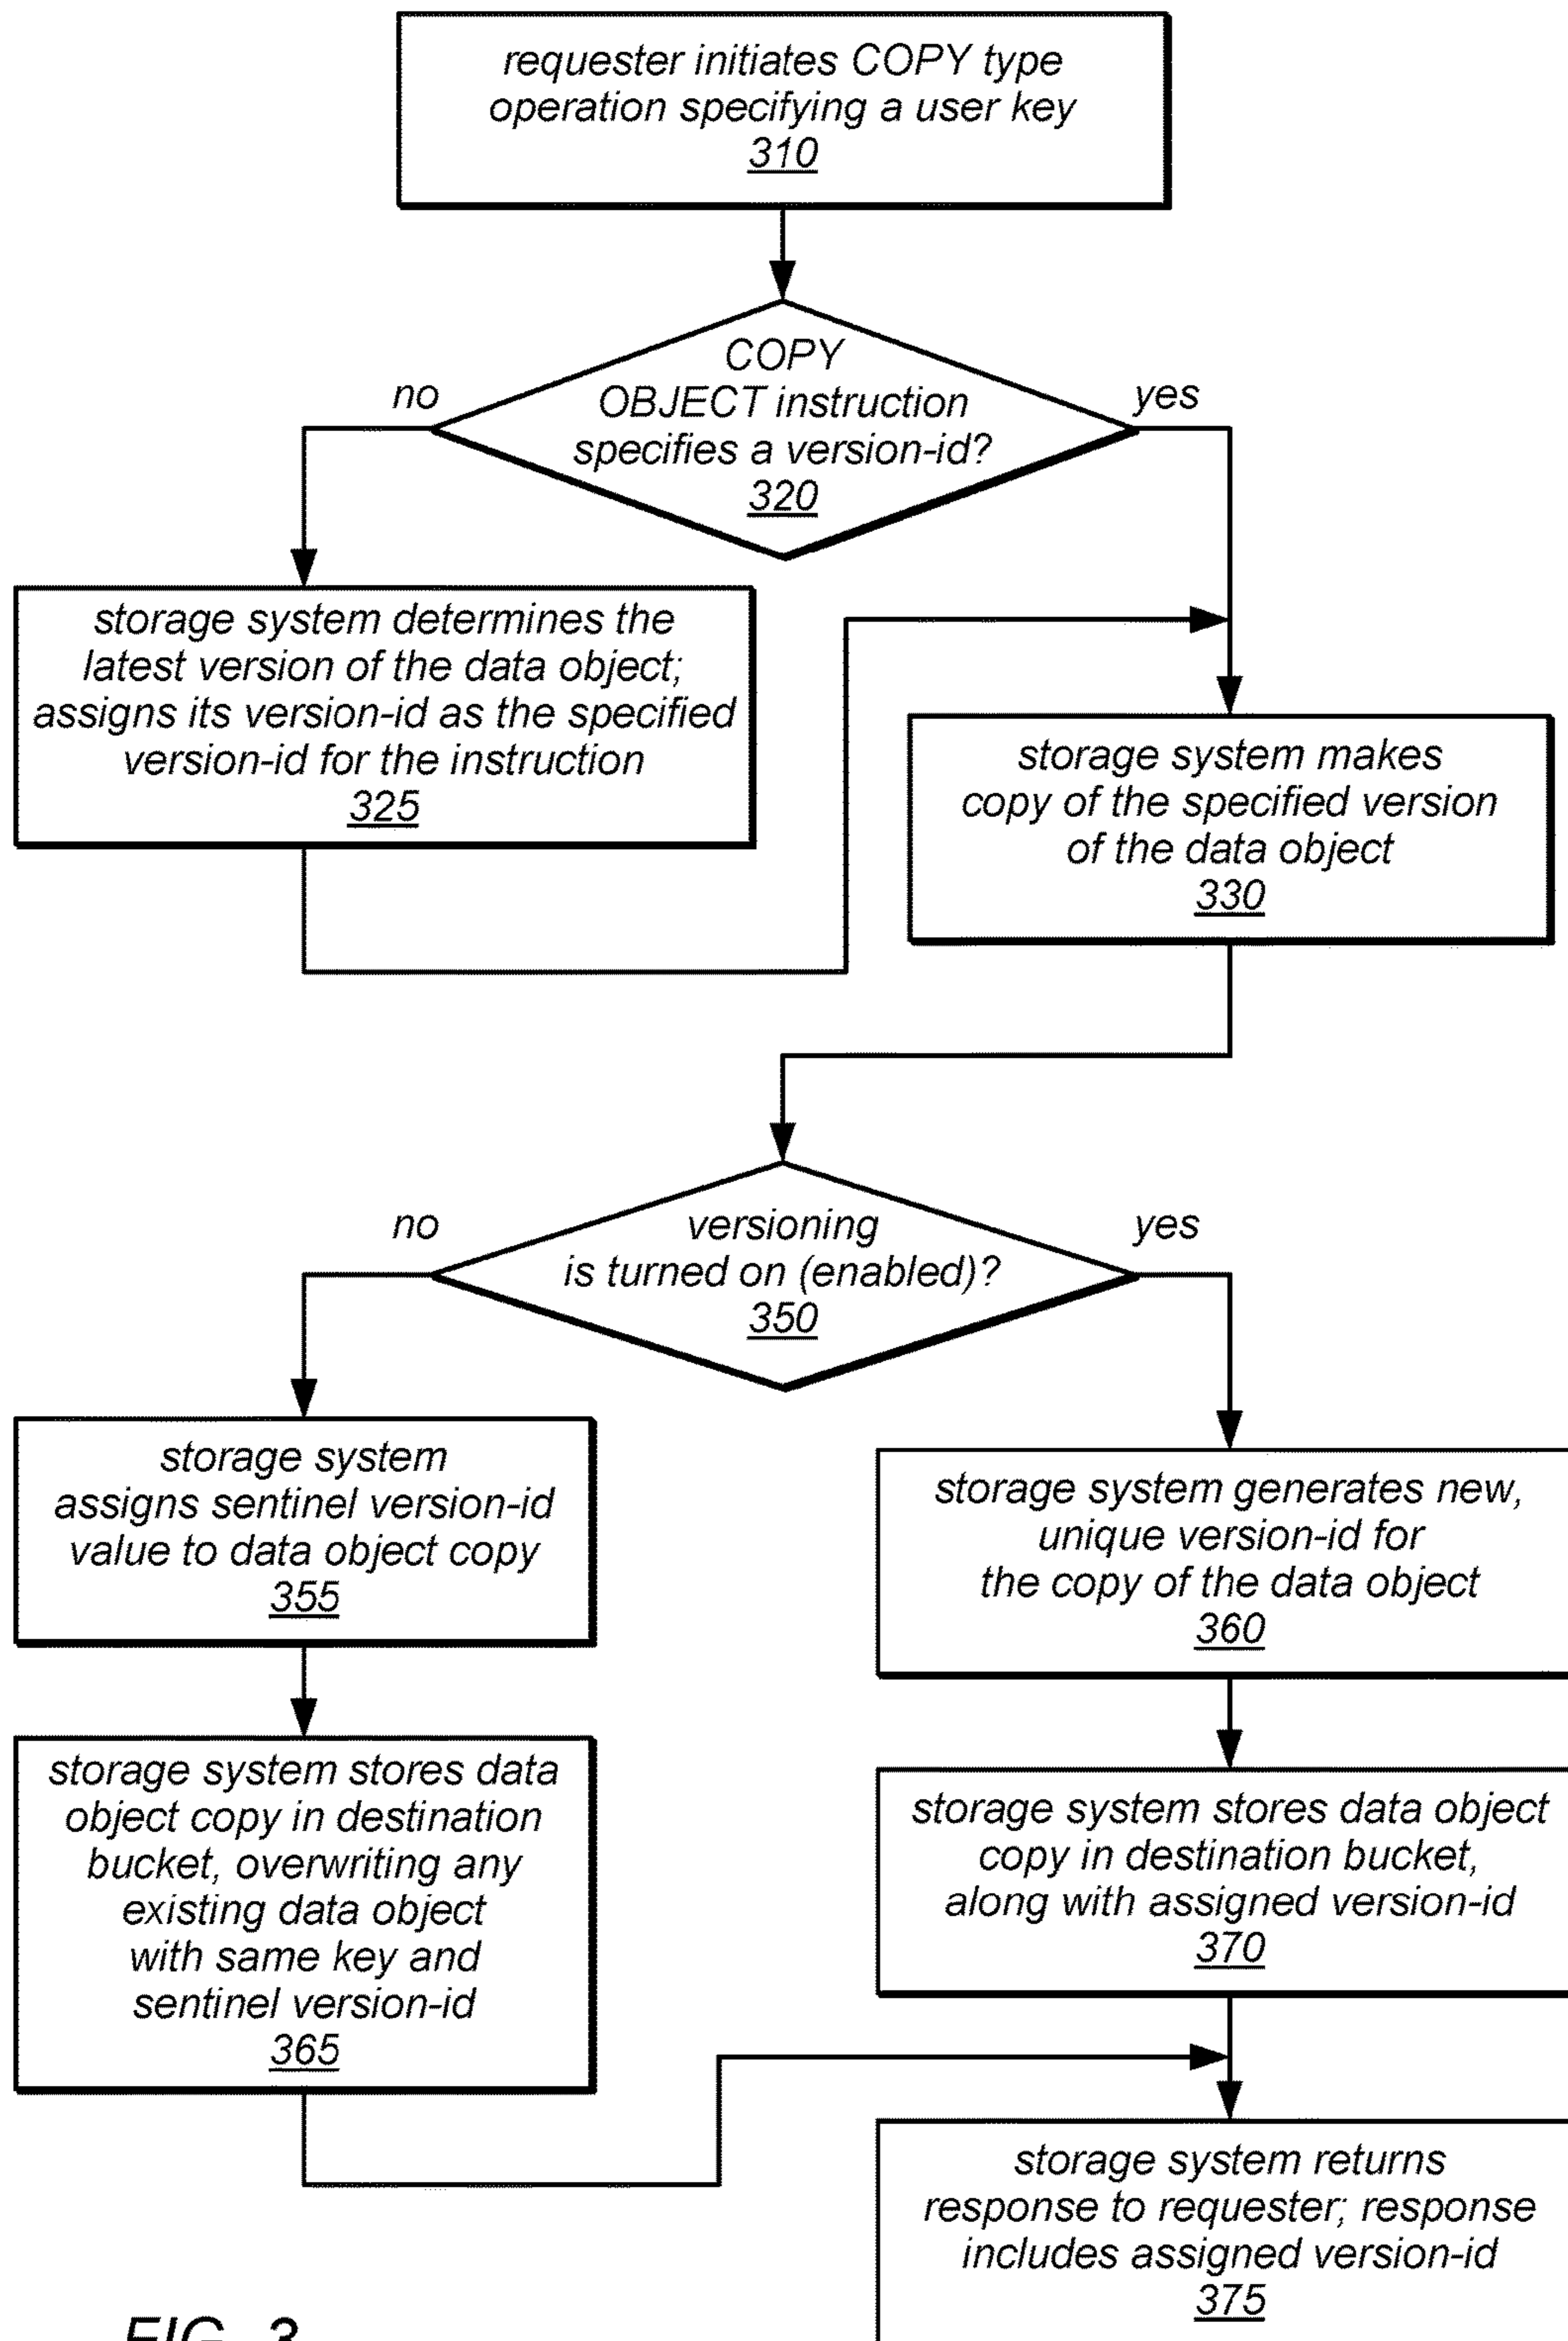 requester initiates COPY type
operation specifying a user key
310
COPY
OBJECT instruction
specifies a version-id?
320
no
yes
storage system determines the
latest version of the data object;
assigns its version-id as the specified
version-id for the instruction
325
storage system makes
copy of the specified version
of the data object
330
versioning
is turned on (enabled)?
350
no
yes
storage system
assigns sentinel version-id
value to data object copy
355
storage system generates new,
unique version-id for
the copy of the data object
360
storage system stores data
object copy in destination
bucket, overwriting any
existing data object
with same key and
sentinel version-id
365
storage system stores data object
copy in destination bucket,
along with assigned version-id
370
storage system returns
response to requester; response
includes assigned version-id
375
FIG. 3